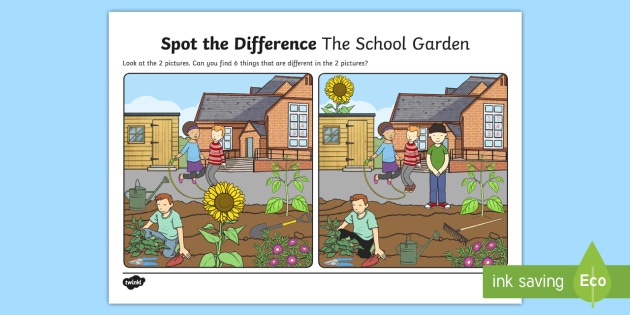 Spot the Difference The School Garden
Look at the 2 pictures. Can you find 6 things that are different in the 2 pictures?
twinkl
ink saving Eco